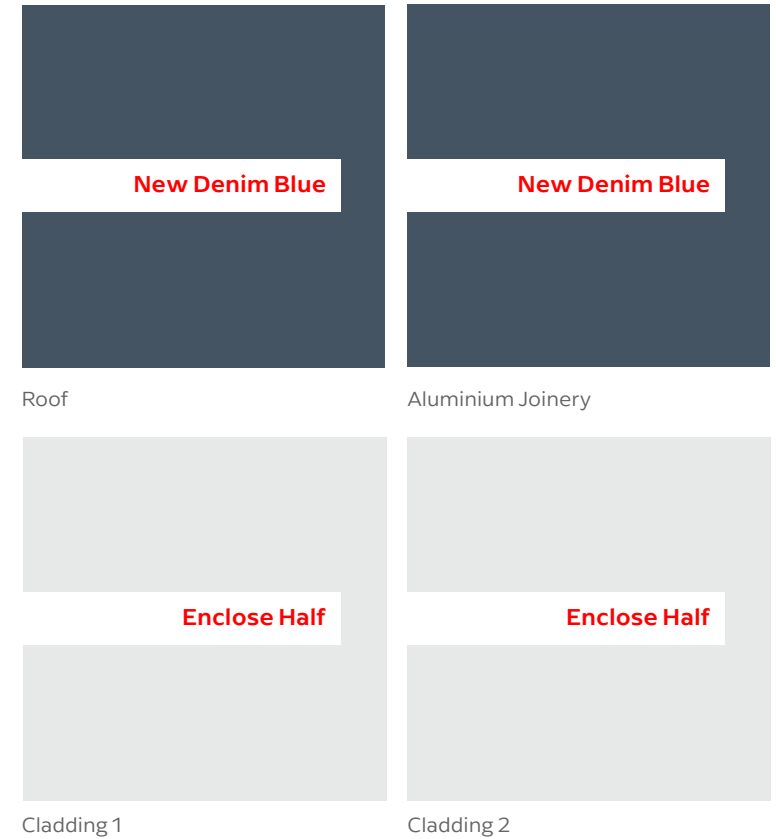 New Denim Blue
New Denim Blue
Roof
Aluminium Joinery
Enclose Half
Enclose Half
Cladding 1
Cladding 2